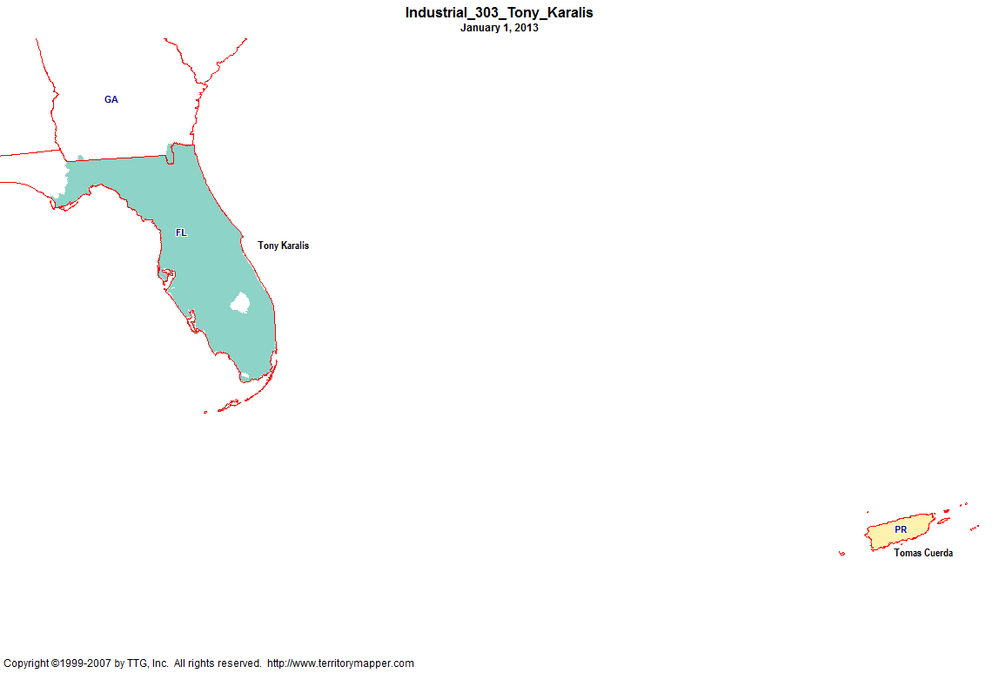 Industrial_303_Tony_Karalis
January 1, 2013
GA
FL
Tony Karalis
PR
Tomas Cuerda
Copyright ©1999-2007 by TTG, Inc.  All rights reserved.  http://www.territorymapper.com